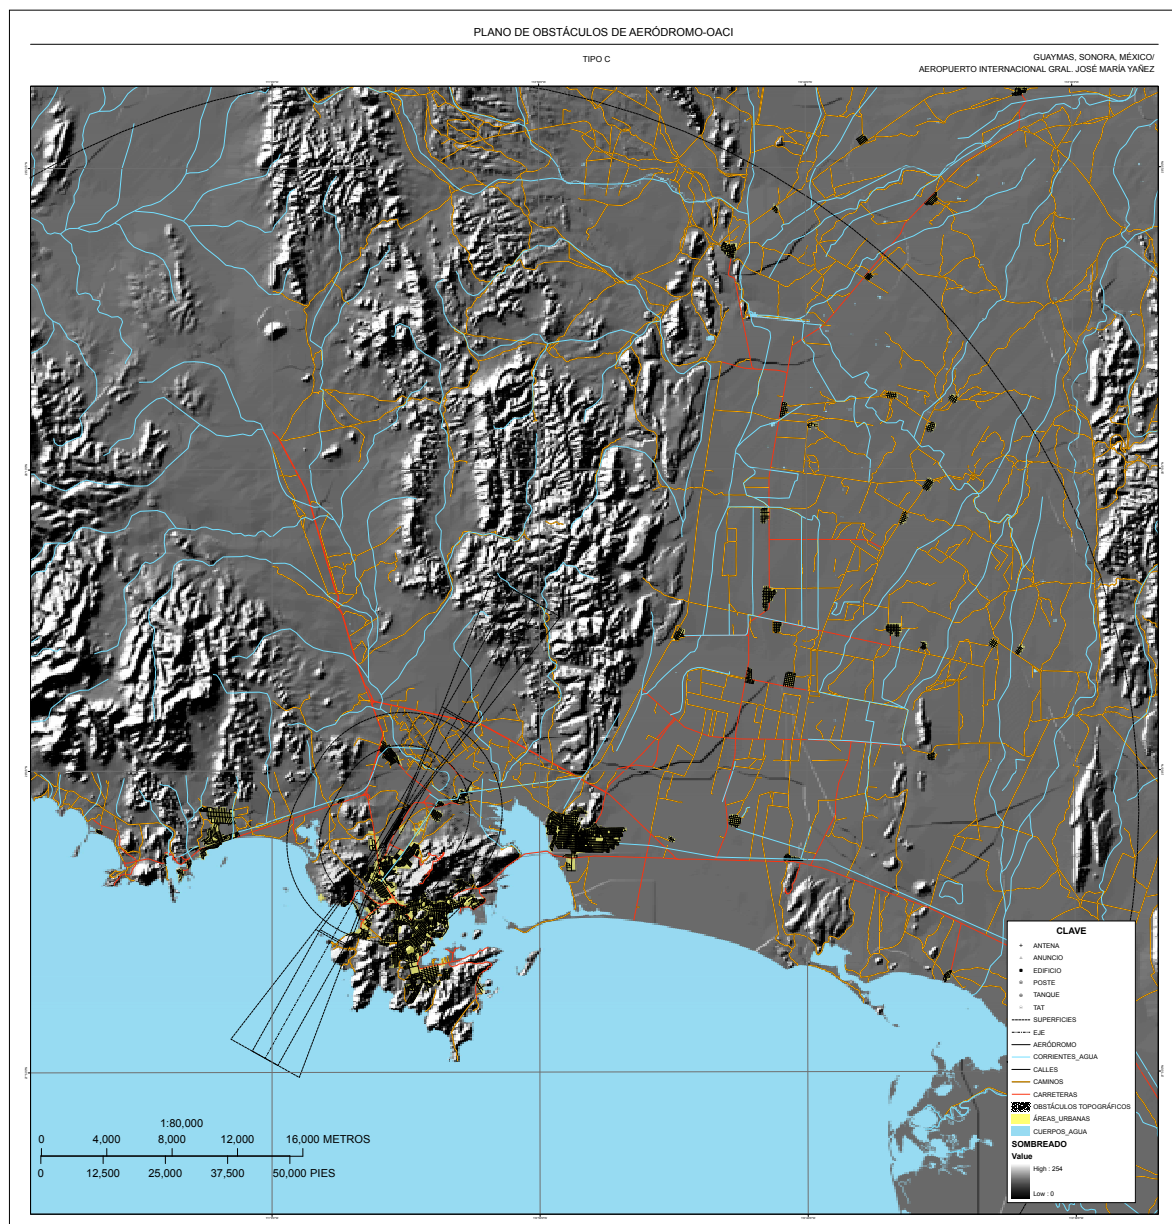 PLANO DE OBSTÁCULOS DE AERÓDROMO-OACI
TIPO C
GUAYMAS, SONORA, MÉXICO/
AEROPUERTO INTERNACIONAL GRAL. JOSÉ MARÍA YAÑEZ
CLAVE
ANTENA
ANUNCIO
EDIFICIO
POSTE
TANQUE
TAT
SUPERFICIES
EJE
AERÓDROMO
CORRIENTES_AGUA
CALLES
CAMINOS
CARRETERAS
OBSTÁCULOS TOPOGRÁFICOS
ÁREAS_URBANAS
CUERPOS_AGUA
SOMBREADO
Value
High : 254
Low : 0
1:80,000
0 4,000 8,000 12,000 16,000 METROS
0 12,500 25,000 37,500 50,000 PIES